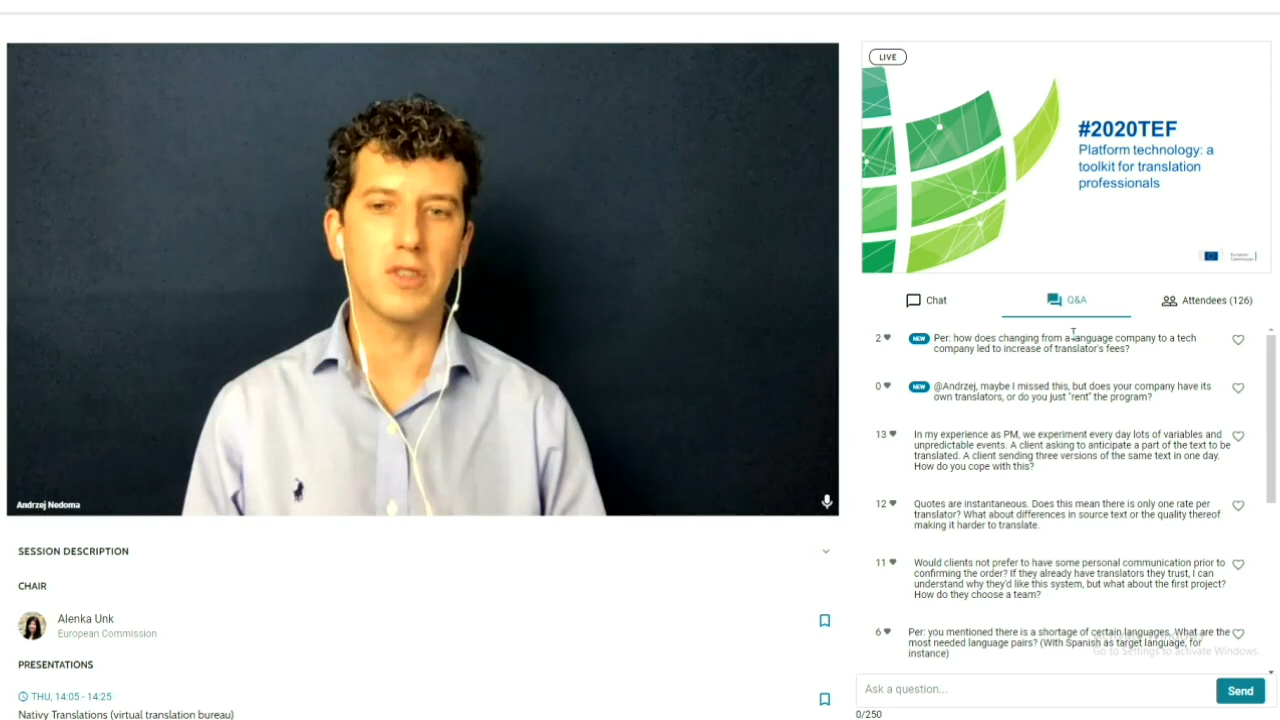 Andrzej Nedoma
SESSION DESCRIPTION
CHAIR
Alenka Unk
European Commission
PRESENTATIONS
THU, 14:05 - 14:25
Nativy Translations (virtual translation bureau)
LIVE
#2020TEF
Platform technology: a
toolkit for translation
professionals
European
Commission
Chat
Q&A
Attendees (126)
2
NEW Per: how does changing from a language company to a tech
company led to increase of translator's fees?
0
NEW @Andrzej, maybe I missed this, but does your company have its
own translators, or do you just "rent" the program?
13
In my experience as PM, we experiment every day lots of variables and
unpredictable events. A client asking to anticipate a part of the text to be
translated. A client sending three versions of the same text in one day.
How do you cope with this?
12
Quotes are instantaneous. Does this mean there is only one rate per
translator? What about differences in source text or the quality thereof
making it harder to translate.
11
Would clients not prefer to have some personal communication prior to
confirming the order? If they already have translators they trust, I can
understand why they'd like this system, but what about the first project?
How do they choose a team?
6
Per: you mentioned there is a shortage of certain languages. What are the
most needed language pairs? (With Spanish as target language, for
instance)
Go to Settings to activate Windows.
Ask a question...
Send
0/250